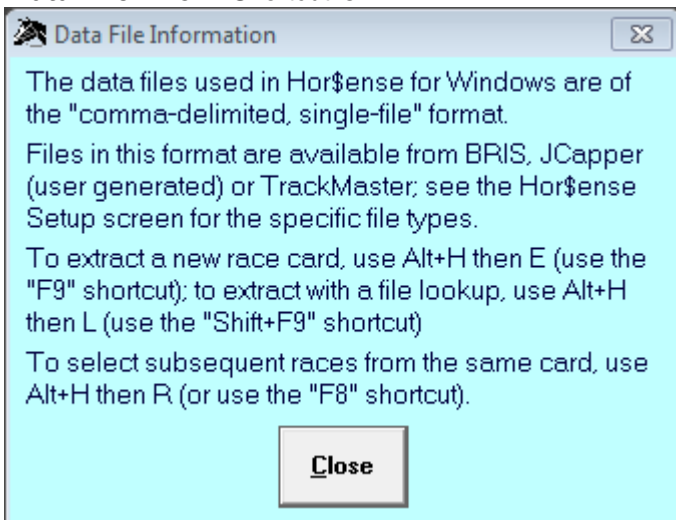 Data File Information
The data files used in Hor$ense for Windows are of
the "comma-delimited, single-file" format.
Files in this format are available from BRIS, JCapper
(user generated) or TrackMaster; see the Hor$ense
Setup screen for the specific file types.
To extract a new race card, use Alt+H then E (use the
"F9" shortcut); to extract with a file lookup, use Alt+H
then L (use the "Shift+F9" shortcut)
To select subsequent races from the same card, use
Alt+H then R (or use the "F8" shortcut).
Close